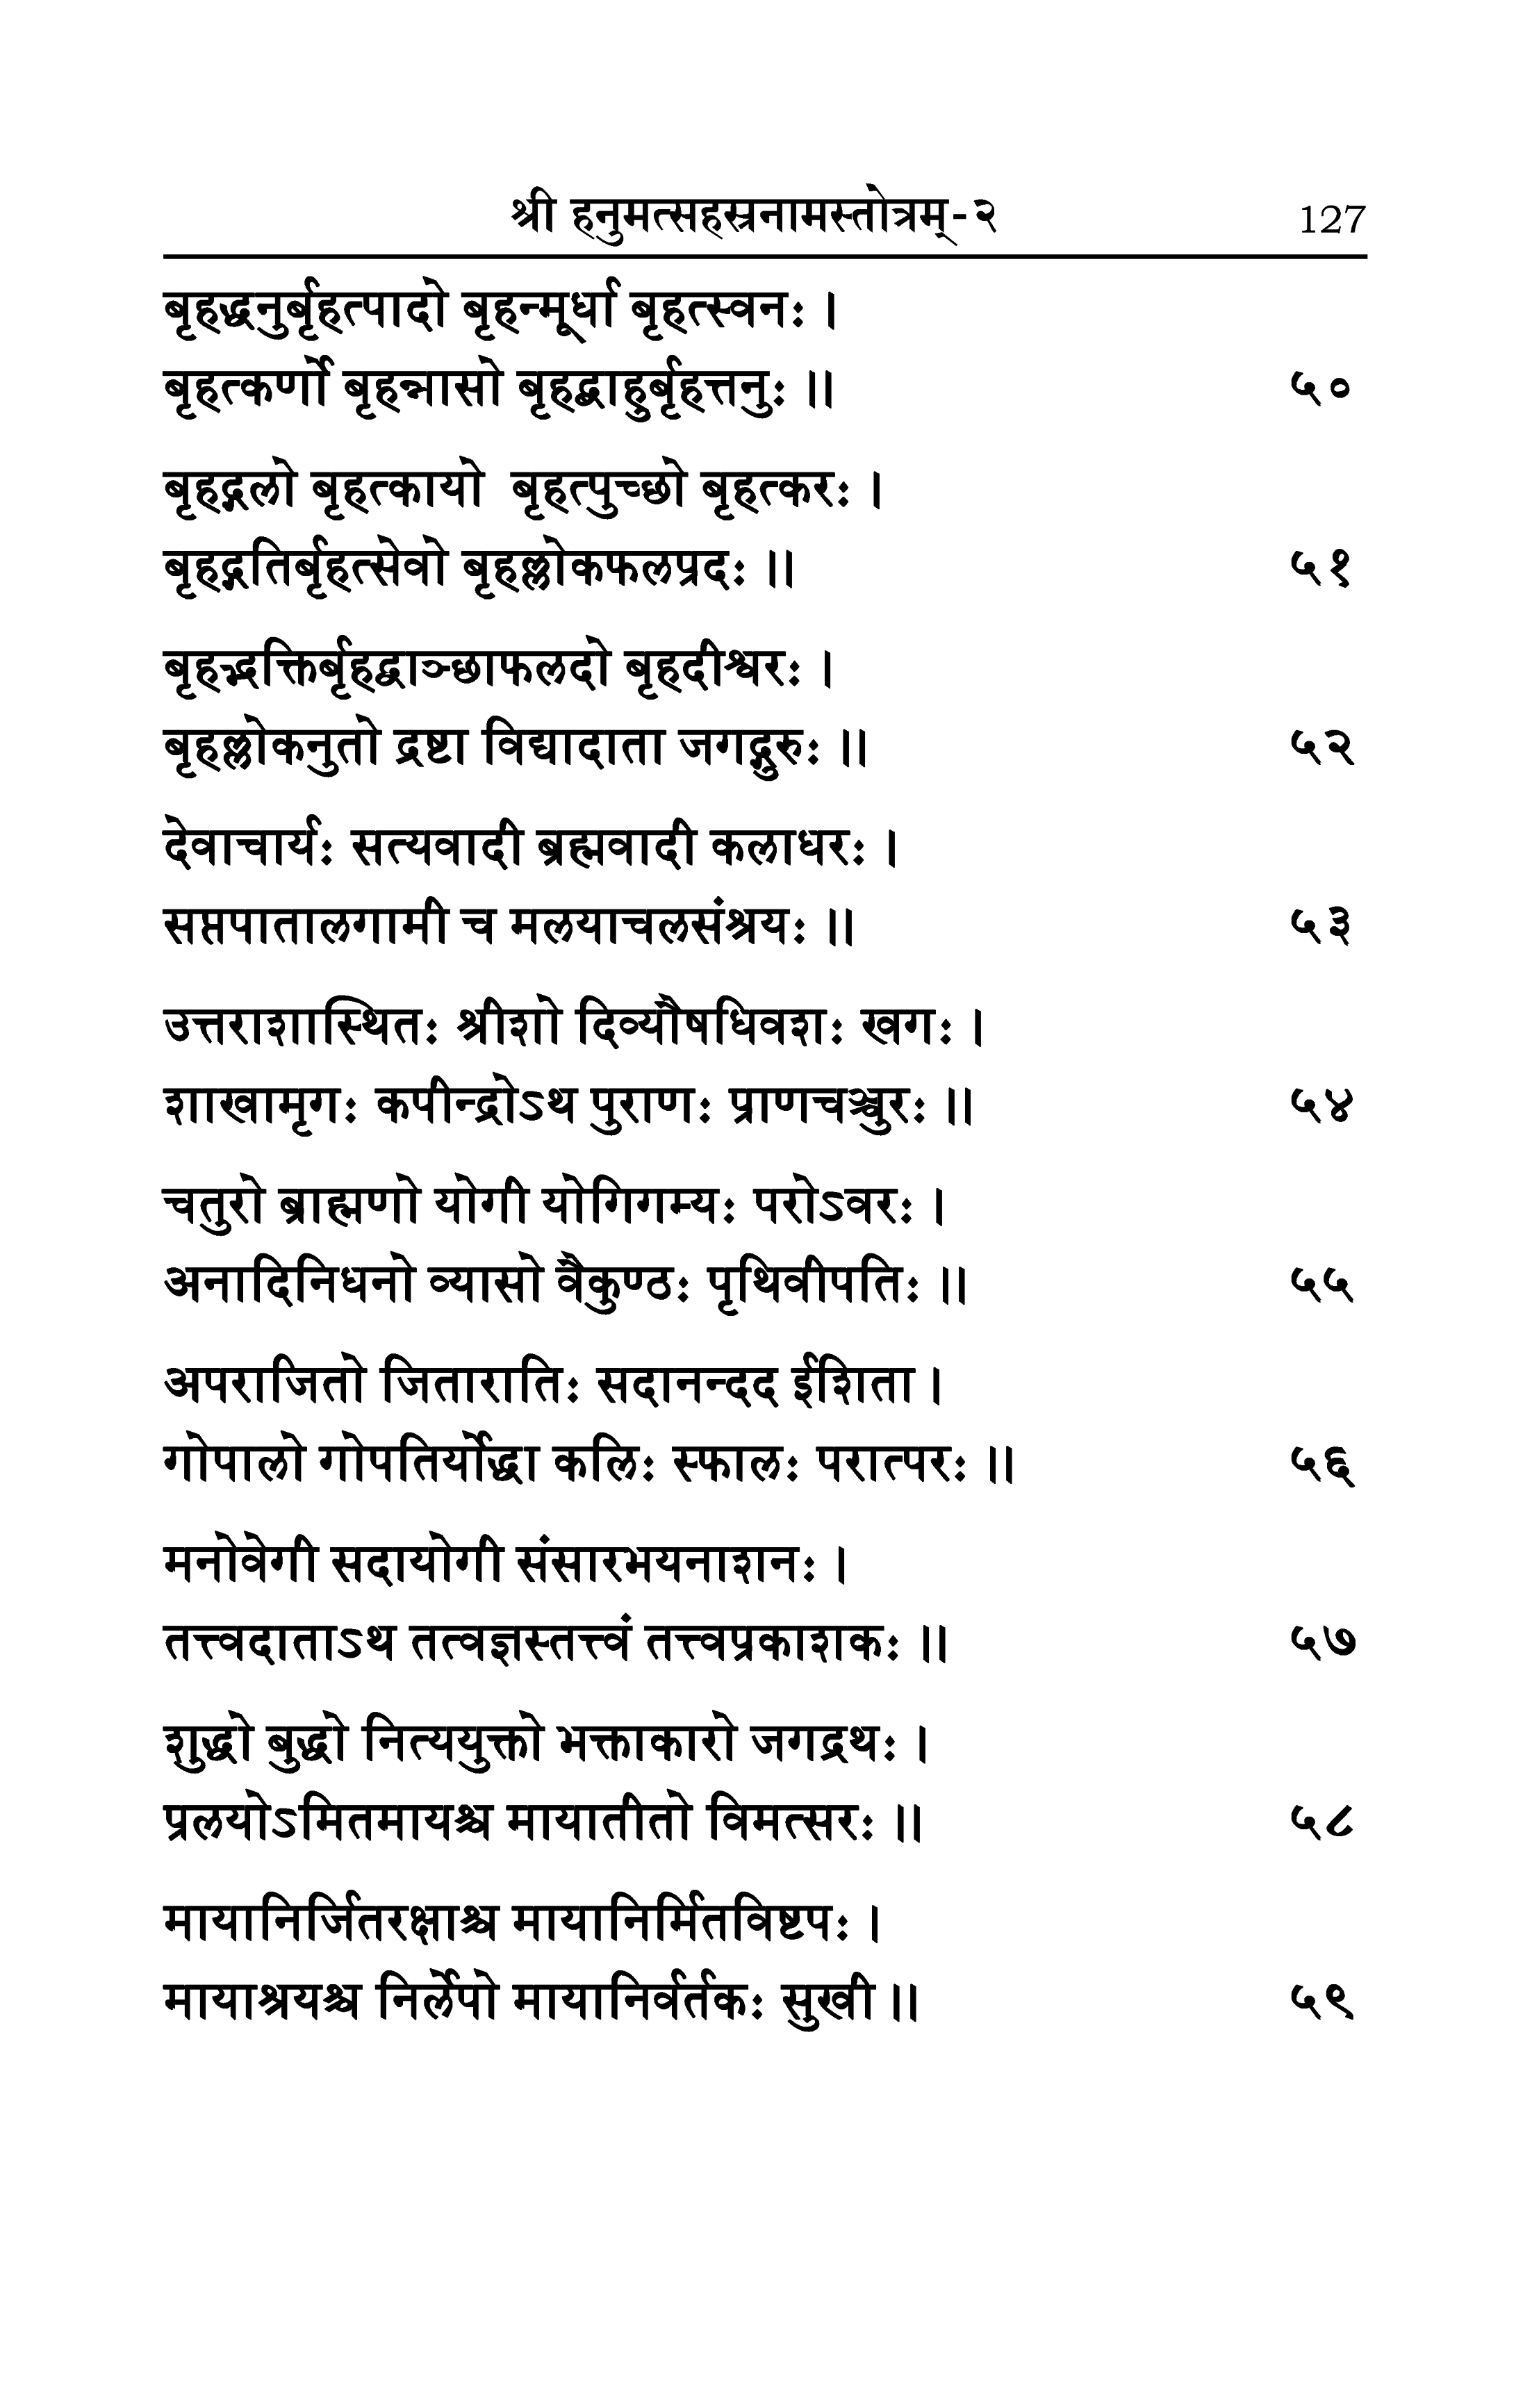 श्री हनुमत्सहस्रनामस्तोत्रम्-२ 127
बृहद्धनुर्बृहत्पादो बृहन्मूर्धा बृहत्स्वनः ।
बृहत्कर्णो बृहन्नासो बृहद्बाहुर्बृहत्तनुः ॥ ५०
बृहद्गलो बृहत्कायो बृहत्पुच्छो बृहत्करः ।
बृहद्गतिर्बृहत्सेवो बृहल्लोकफलप्रदः ॥ ५१
बृहद्भक्तिर्बृहद्वाञ्छाफलदो बृहदीश्वरः ।
बृहल्लोकनुतो द्रष्टा विद्यादाता जगद्गुरुः ॥ ५२
देवाचार्यः सत्यवादी ब्रह्मवादी कलाधरः ।
सप्तपातालगामी च मलयाचलसंश्रयः ॥ ५३
उत्तराशास्थितः श्रीशो दिव्यौषधिवशः खगः ।
शाखामृगः कपीन्द्रोऽथ पुराणः प्राणचञ्चुरः ॥ ५४
चतुरो ब्राह्मणो योगी योगिगम्यः परोऽवरः ।
अनादिनिधनो व्यासो वैकुण्ठः पृथिवीपतिः ॥ ५५
अपराजितो जितारातिः सदानन्दद ईशिता ।
गोपालो गोपतिर्योद्धा कलिः स्फालः परात्परः ॥ ५६
मनोवेगी सदायोगी संसारभयनाशनः ।
तत्त्वदाताऽथ तत्वज्ञस्तत्त्वं तत्त्वप्रकाशकः ॥ ५७
शुद्धो बुद्धो नित्ययुक्तो भक्ताकारो जगद्रथः ।
प्रलयोऽमितमायश्च मायातीतो विमत्सरः ॥ ५८
मायानिर्जितरक्षाश्च मायानिर्मितविष्टपः ।
मायाश्रयश्च निर्लेपो मायानिर्वर्तकः सुखी ॥ ५९